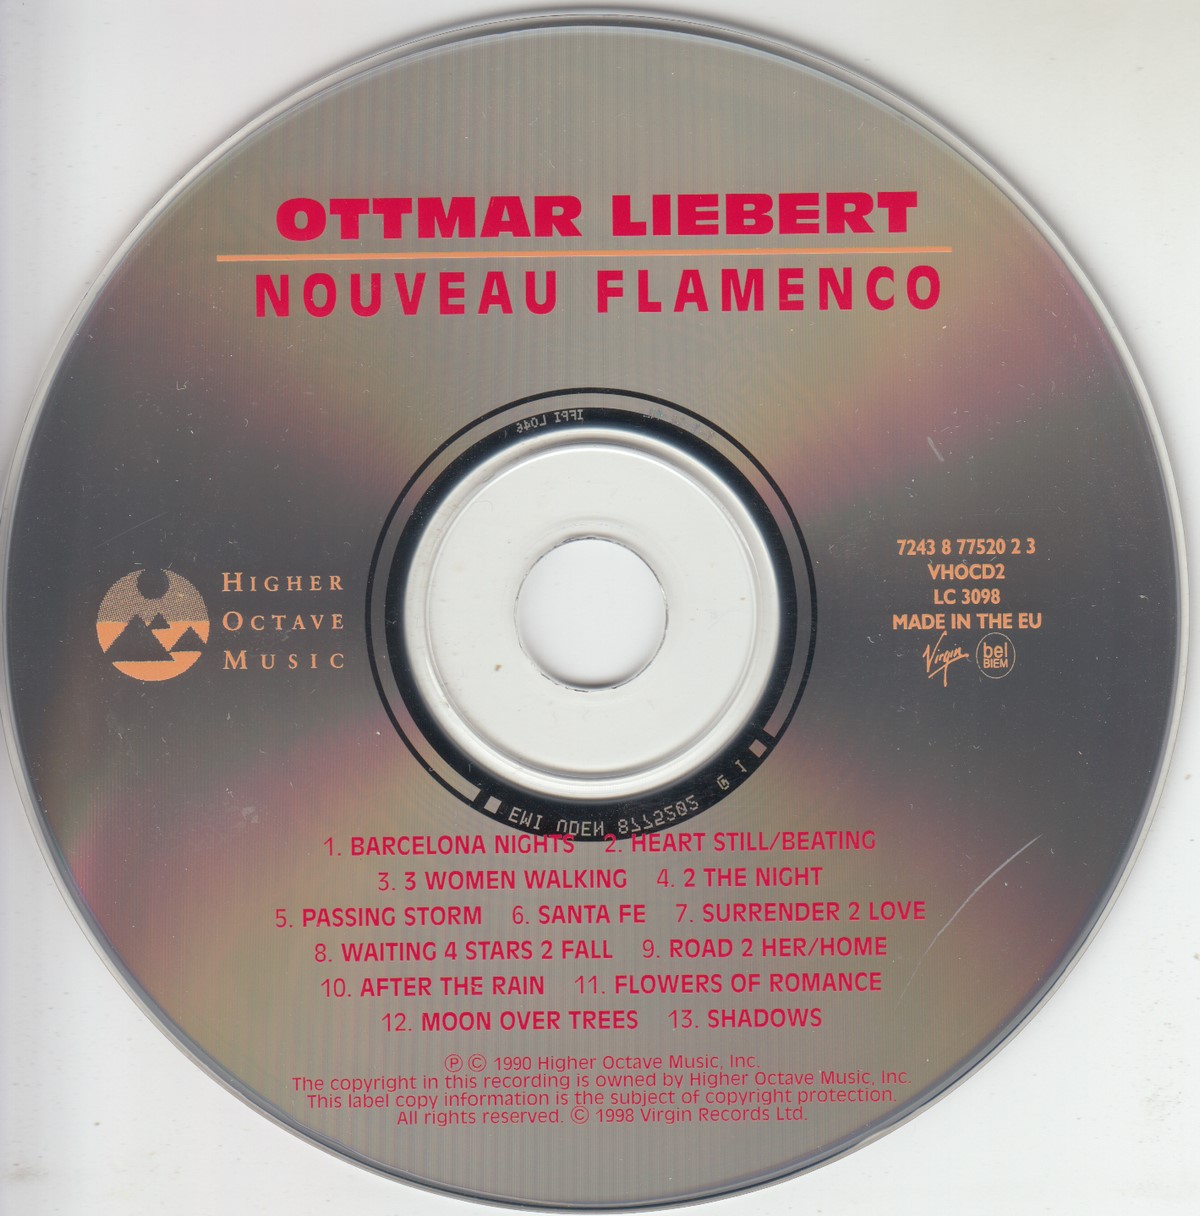 OTTMAR LIEBERT
NOUVEAU FLAMENCO
IFPI L046
HIGHER
OCTAVE
MUSIC
7243 8 77520 2 3
VHOCD2
LC 3098
MADE IN THE EU
Virgin
bel
BIEM
EMI UDEN 8775202 @ 1
1. BARCELONA NIGHTS 2. HEART STILL/BEATING
3. 3 WOMEN WALKING 4. 2 THE NIGHT
5. PASSING STORM 6. SANTA FE 7. SURRENDER 2 LOVE
8. WAITING 4 STARS 2 FALL 9. ROAD 2 HER/HOME
10. AFTER THE RAIN 11. FLOWERS OF ROMANCE
12. MOON OVER TREES 13. SHADOWS
℗ © 1990 Higher Octave Music, Inc.
The copyright in this recording is owned by Higher Octave Music, Inc.
This label copy information is the subject of copyright protection.
All rights reserved. © 1998 Virgin Records Ltd.